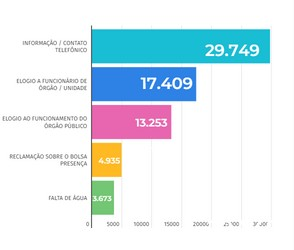 INFORMAÇÃO / CONTATO
TELEFÔNICO
29.749
ELOGIO A FUNCIONÁRIO DE
ÓRGÃO / UNIDADE
17.409
ELOGIO AO FUNCIONAMENTO DO
ÓRGÃO PÚBLICO
13.253
RECLAMAÇÃO SOBRE O BOLSA
PRESENÇA
4.935
FALTA DE ÁGUA
3.673
0 5000 10000 15000 20000